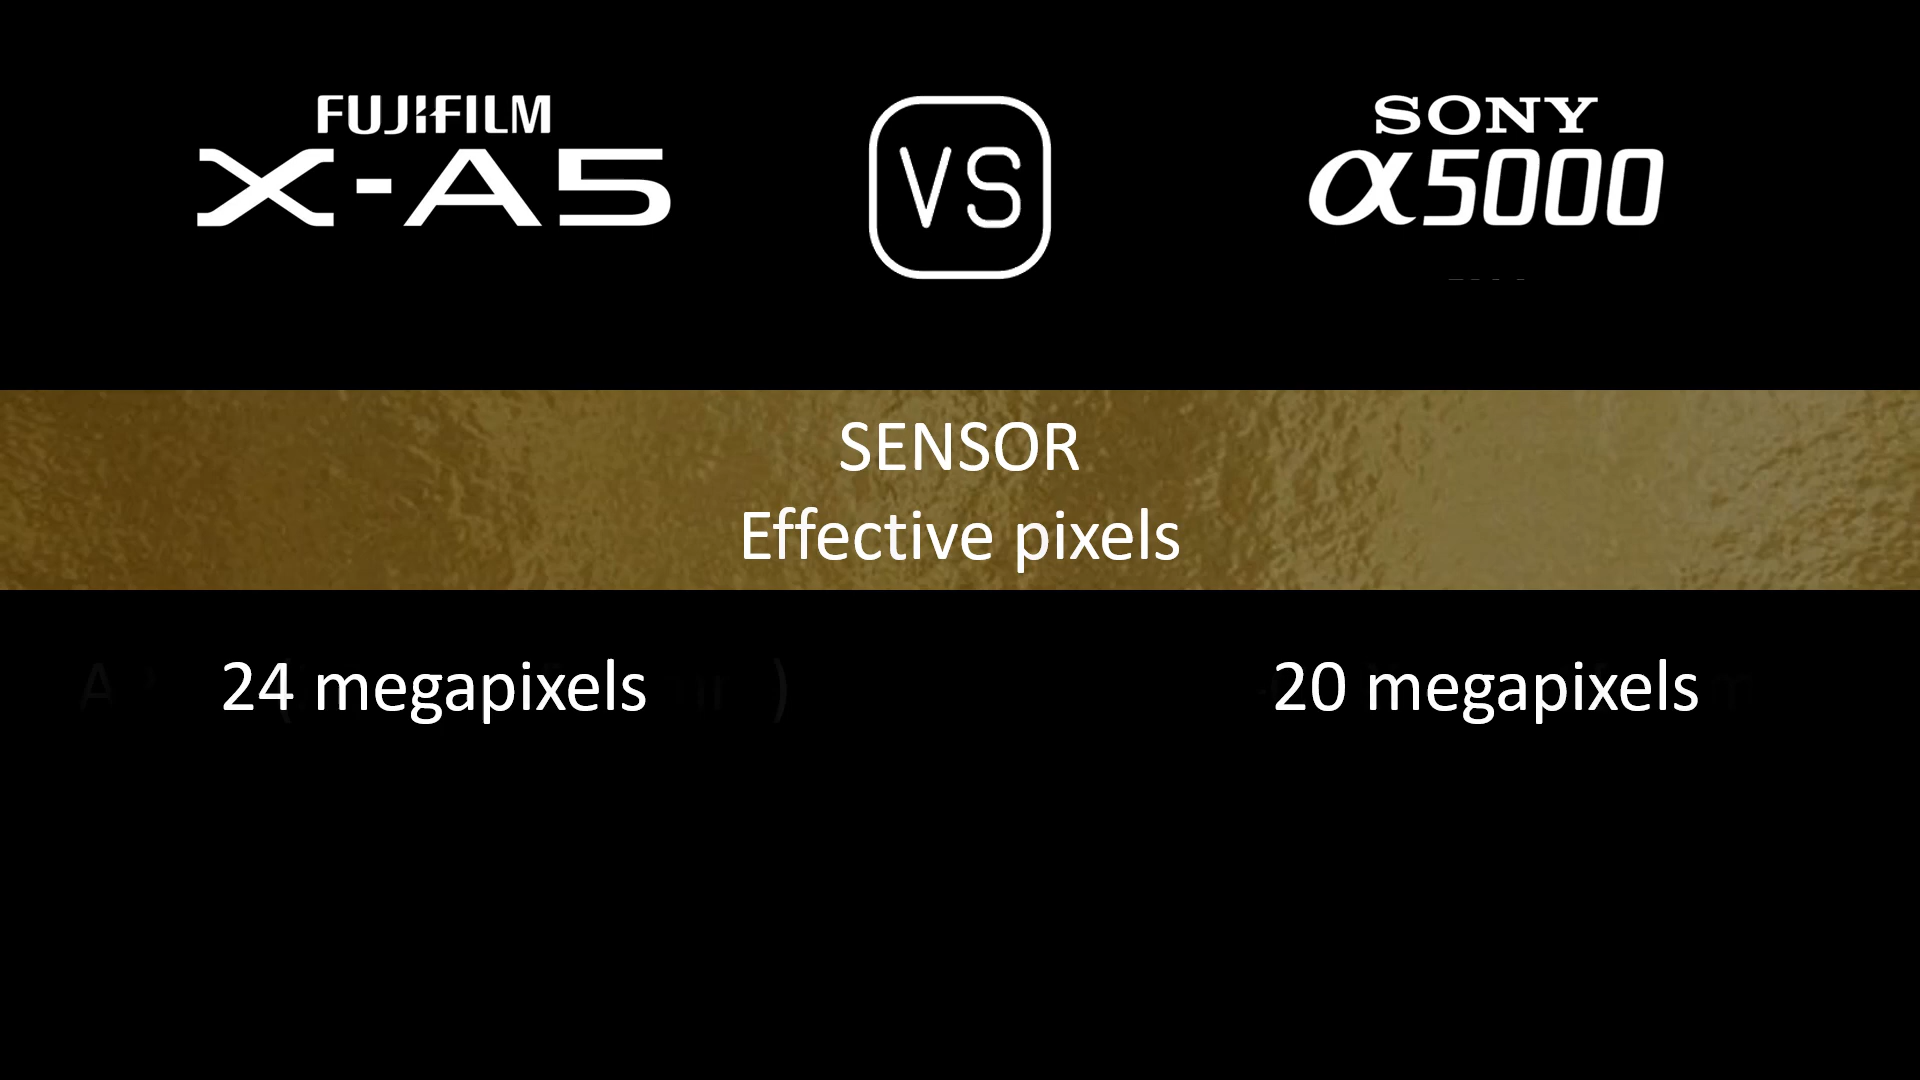 FUJIFILM
X-A5
VS
SONY
α5000
SENSOR
Effective pixels
24 megapixels
20 megapixels